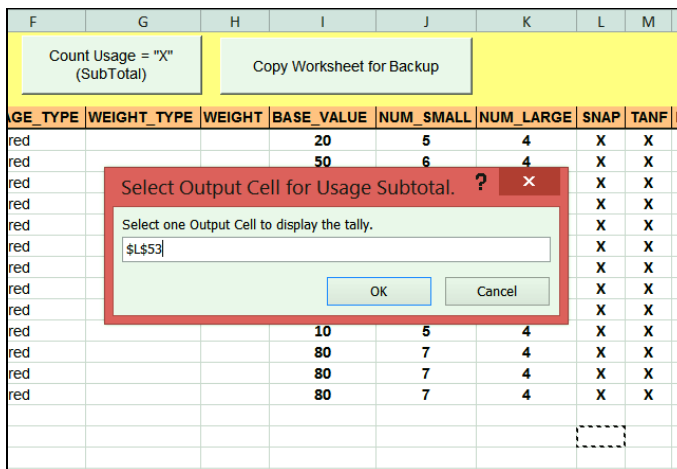 F G H I J K L M
Count Usage = "X"
(SubTotal)
Copy Worksheet for Backup
AGE_TYPE WEIGHT_TYPE WEIGHT BASE_VALUE NUM_SMALL NUM_LARGE SNAP TANF
red 20 5 4 X X
red 50 6 4 X X
red X X
Select Output Cell for Usage Subtotal. ? x
red X X
red X X
Select one Output Cell to display the tally.
red X X
$L$53
red X X
red X X
OK Cancel
red X X
red 10 5 4 X X
red 80 7 4 X X
red 80 7 4 X X
red 80 7 4 X X